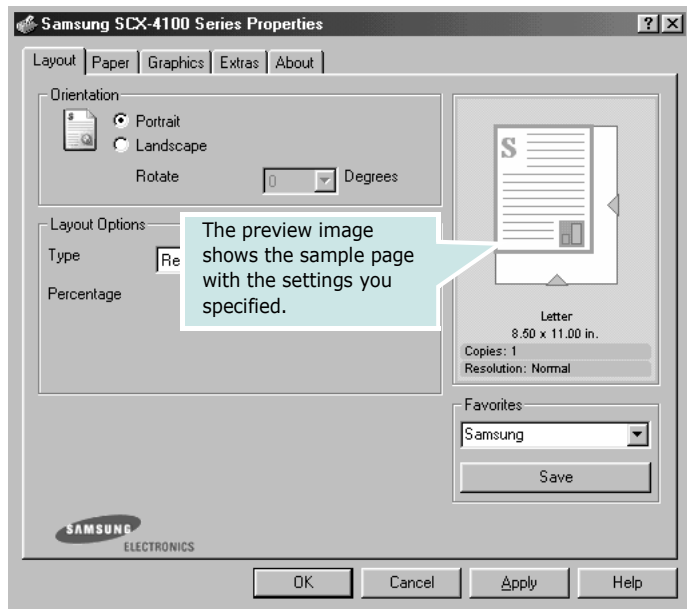 Samsung SCX-4100 Series Properties
Layout Paper Graphics Extras About
Orientation
S
Portrait
Landscape
Rotate 0 Degrees
Layout Options
Type Re
Percentage
The preview image
shows the sample page
with the settings you
specified.
S
Letter
8.50 x 11.00 in.
Copies: 1
Resolution: Normal
Favorites
Samsung
Save
SAMSUNG
ELECTRONICS
OK Cancel Apply Help